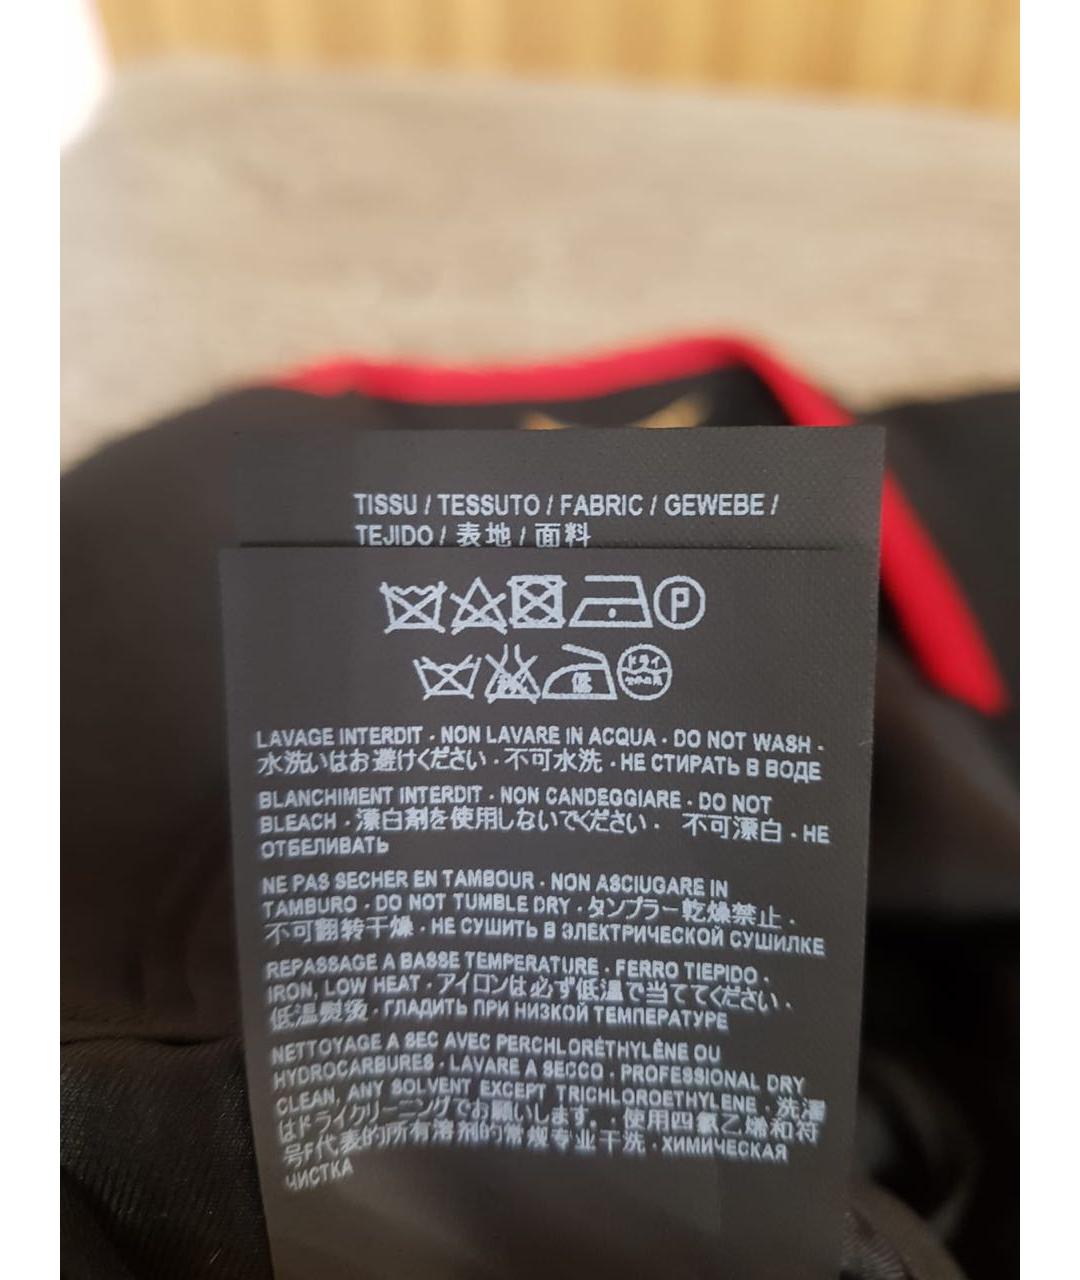 TISSU / TESSUTO / FABRIC / GEWEBE /
TEJIDO / 表地 / 面料
P
ドライ
低
LAVAGE INTERDIT · NON LAVARE IN ACQUA · DO NOT WASH ·
水洗いはお避けください · 不可水洗 · НЕ СТИРАТЬ В ВОДЕ
BLANCHIMENT INTERDIT · NON CANDEGGIARE · DO NOT
BLEACH · 漂白剤を使用しないでください · 不可漂白 · НЕ
ОТБЕЛИВАТЬ
NE PAS SECHER EN TAMBOUR · NON ASCIUGARE IN
TAMBURO · DO NOT TUMBLE DRY · タンブラー乾燥禁止 ·
不可翻转干燥 · НЕ СУШИТЬ В ЭЛЕКТРИЧЕСКОЙ СУШИЛКЕ
REPASSAGE A BASSE TEMPERATURE · FERRO TIEPIDO ·
IRON, LOW HEAT · アイロンは必ず低温で当ててください ·
低温熨烫 · ГЛАДИТЬ ПРИ НИЗКОЙ ТЕМПЕРАТУРЕ
NETTOYAGE A SEC AVEC PERCHLORÉTHYLÈNE OU
HYDROCARBURES · LAVARE A SECCO · PROFESSIONAL DRY
CLEAN, ANY SOLVENT EXCEPT TRICHLOROETHYLENE · 洗濯
はドライクリーニングでお願いします。 · 使用四氯乙烯和符
号F代表的所有溶剂的常规专业干洗 · ХИМИЧЕСКАЯ
ЧИСТКА